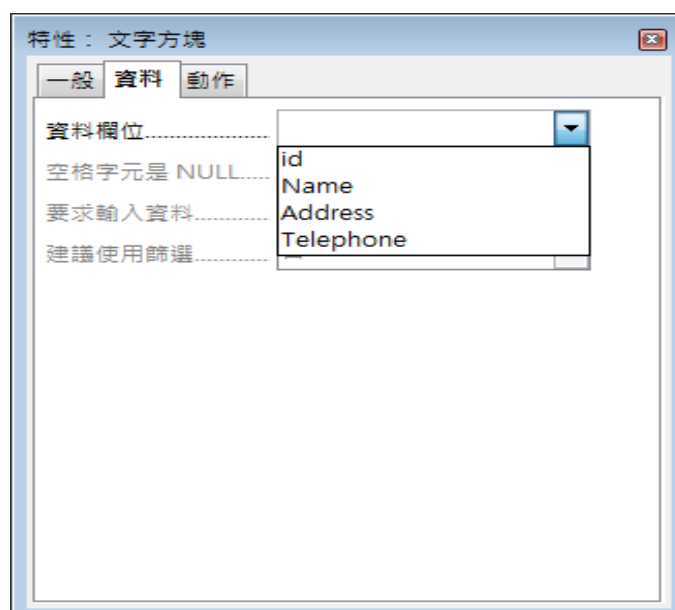 特性： 文字方塊
一般 資料 動作
資料欄位....................
id
空格字元是 NULL.....
Name
要求輸入資料............
Address
Telephone
建議使用篩選............